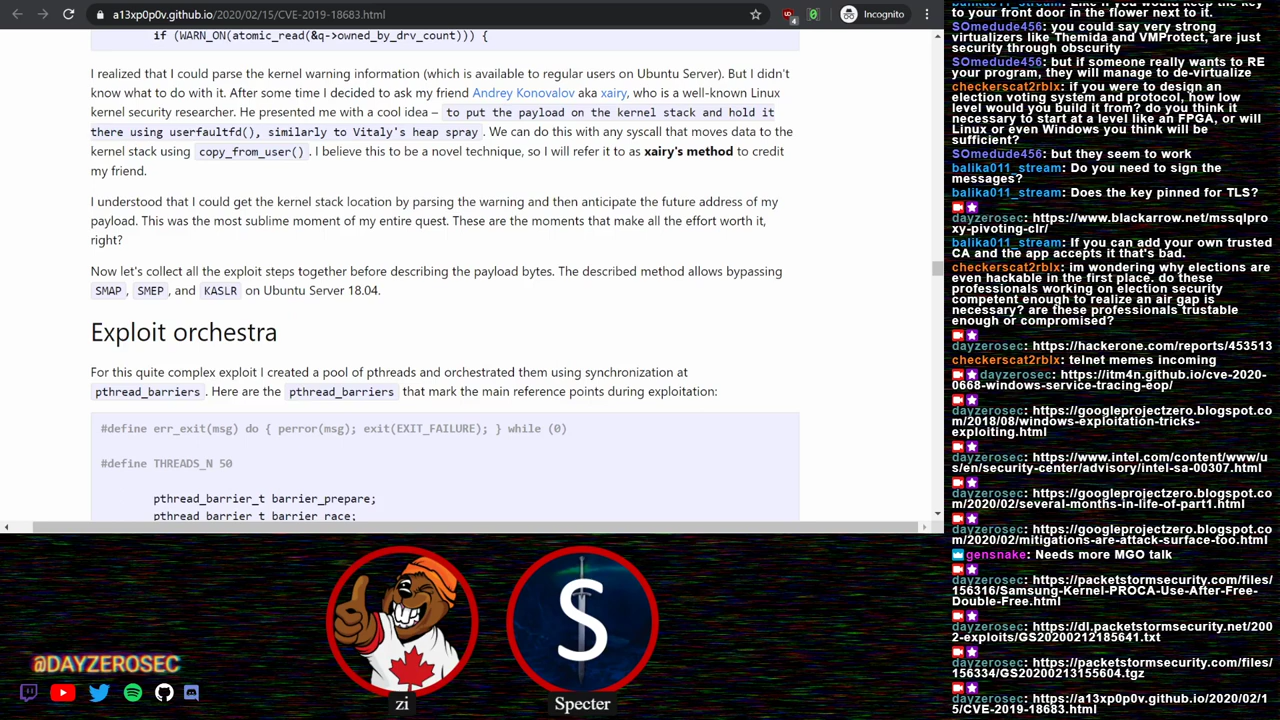 a13xp0p0v.github.io/2020/02/15/CVE-2019-18683.html
4
0
Incognito
if (WARN_ON(atomic_read(&q->owned_by_drv_count))) {
I realized that I could parse the kernel warning information (which is available to regular users on Ubuntu Server). But I didn't
know what to do with it. After some time I decided to ask my friend Andrey Konovalov aka xairy, who is a well-known Linux
kernel security researcher. He presented me with a cool idea – to put the payload on the kernel stack and hold it
there using userfaultfd(), similarly to Vitaly's heap spray. We can do this with any syscall that moves data to the
kernel stack using copy_from_user(). I believe this to be a novel technique, so I will refer it to as xairy's method to credit
my friend.
I understood that I could get the kernel stack location by parsing the warning and then anticipate the future address of my
payload. This was the most sublime moment of my entire quest. These are the moments that make all the effort worth it,
right?
Now let's collect all the exploit steps together before describing the payload bytes. The described method allows bypassing
SMAP, SMEP, and KASLR on Ubuntu Server 18.04.
Exploit orchestra
For this quite complex exploit I created a pool of pthreads and orchestrated them using synchronization at
pthread_barriers. Here are the pthread_barriers that mark the main reference points during exploitation:
#define err_exit(msg) do { perror(msg); exit(EXIT_FAILURE); } while (0)
#define THREADS_N 50
pthread_barrier_t barrier_prepare;
pthread_barrier_t barrier_race;
@DAYZEROSEC
zi
S
Specter
to your front door in the flower next to it.
SOmedude456: you could say very strong
virtualizers like Themida and VMProtect, are just
security through obscurity
SOmedude456: but if someone really wants to RE
your program, they will manage to de-virtualize
checkerscat2rblx: if you were to design an
election voting system and protocol, how low
level would you build it from? do you think it
necessary to start at a level like an FPGA, or will
Linux or even Windows you think will be
sufficient?
SOmedude456: but they seem to work
balika011_stream: Do you need to sign the
messages?
balika011_stream: Does the key pinned for TLS?
dayzerosec: https://www.blackarrow.net/mssqlpro
xy-pivoting-clr/
balika011_stream: If you can add your own trusted
CA and the app accepts it that's bad.
checkerscat2rblx: im wondering why elections are
even hackable in the first place. do these
professionals working on election security
competent enough to realize an air gap is
necessary? are these professionals trustable
enough or compromised?
dayzerosec: https://hackerone.com/reports/453513
checkerscat2rblx: telnet memes incoming
dayzerosec: https://itm4n.github.io/cve-2020-
0668-windows-service-tracing-eop/
dayzerosec: https://googleprojectzero.blogspot.co
m/2018/08/windows-exploitation-tricks-
exploiting.html
dayzerosec: https://www.intel.com/content/www/u
s/en/security-center/advisory/intel-sa-00307.html
dayzerosec: https://googleprojectzero.blogspot.co
m/2020/02/several-months-in-life-of-part1.html
dayzerosec: https://googleprojectzero.blogspot.co
m/2020/02/mitigations-are-attack-surface-too.html
gensnake: Needs more MGO talk
dayzerosec: https://packetstormsecurity.com/files/
156316/Samsung-Kernel-PROCA-Use-After-Free-
Double-Free.html
dayzerosec: https://dl.packetstormsecurity.net/200
2-exploits/GS20200212185641.txt
dayzerosec: https://packetstormsecurity.com/files/
156334/GS20200213155604.tgz
dayzerosec: https://a13xp0p0v.github.io/2020/02/1
5/CVE-2019-18683.html